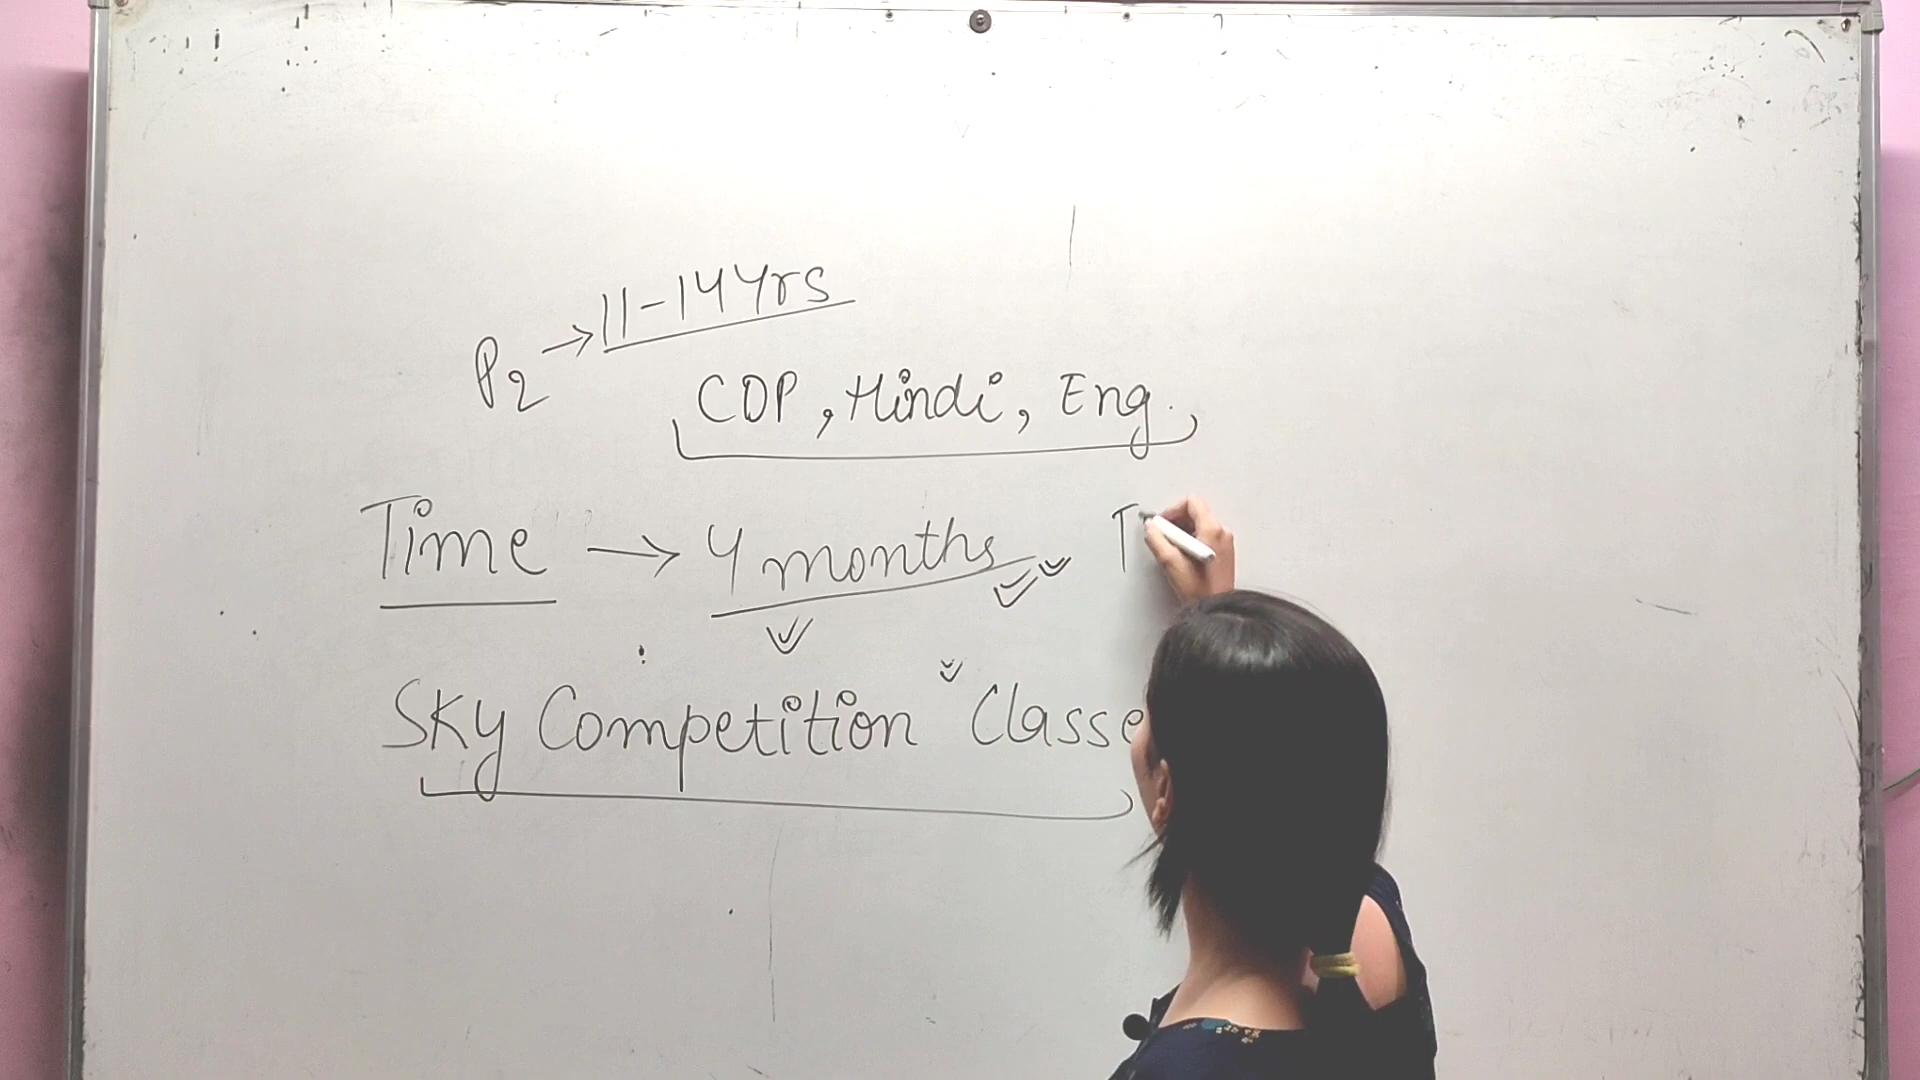 P2 → 11-14 Yrs
CDP, Hindi, Eng.,
Time → 4 months T
Sky Competition Classe